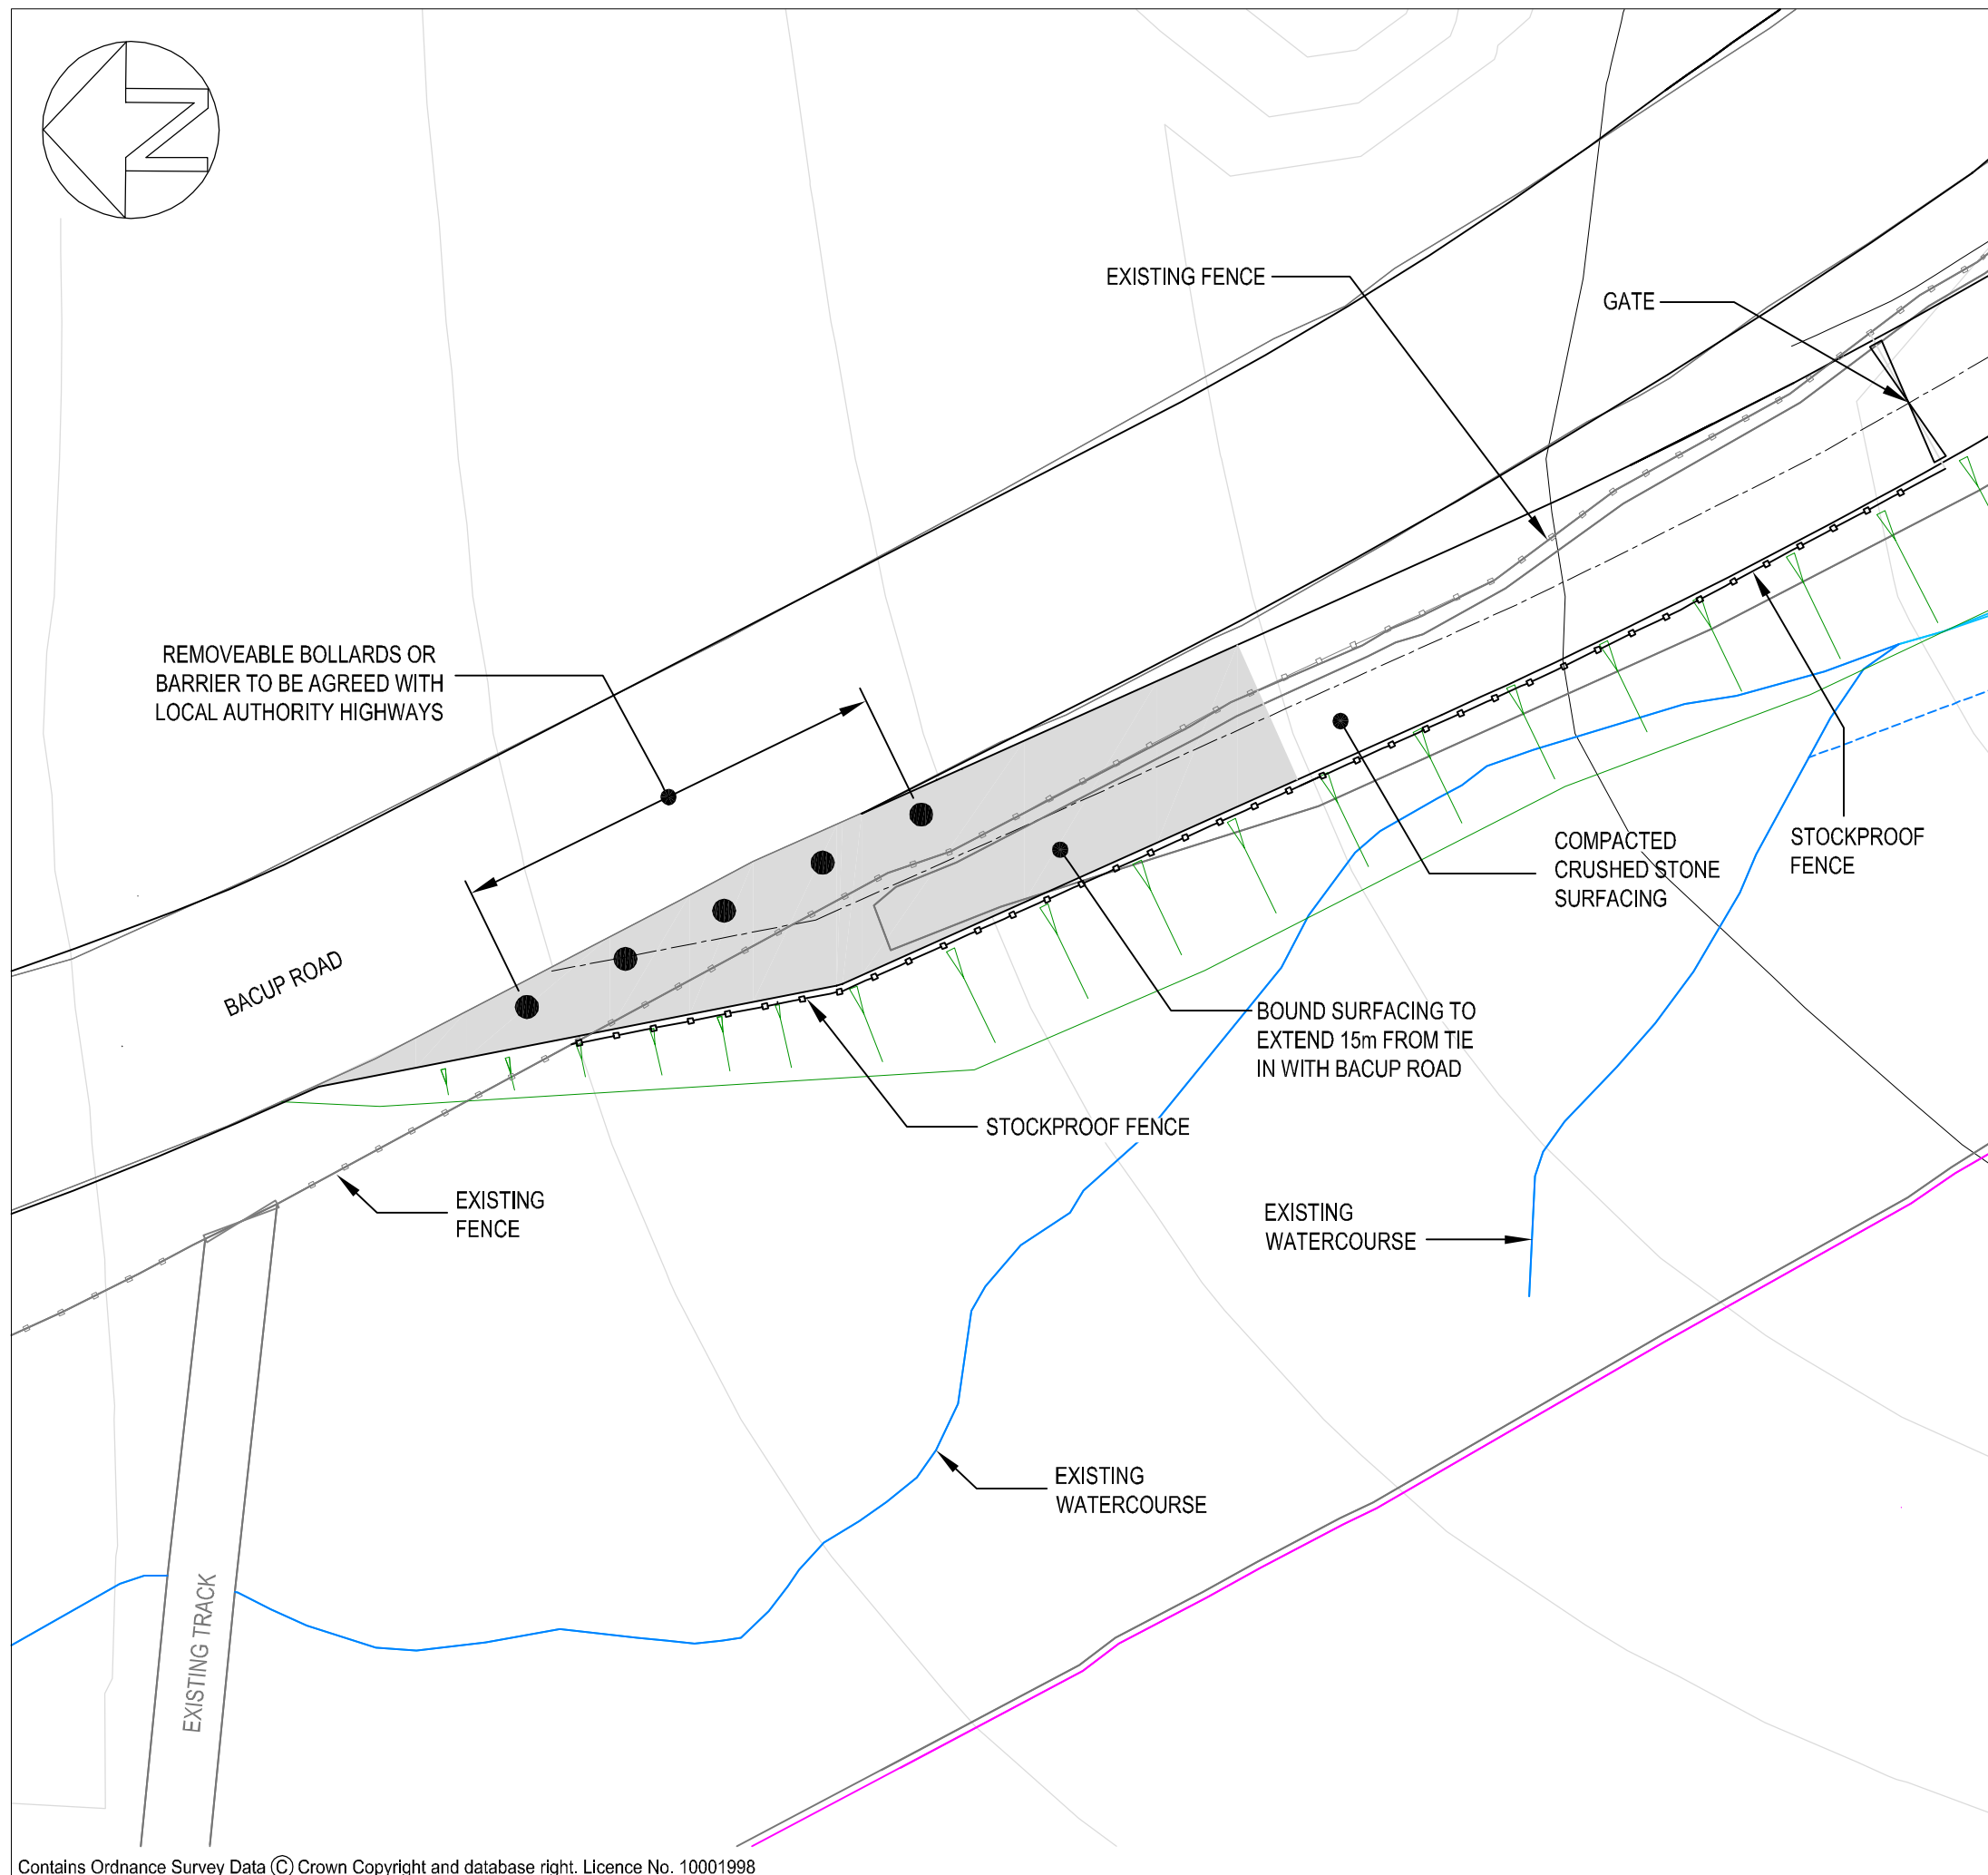 N
EXISTING FENCE
GATE
REMOVEABLE BOLLARDS OR
BARRIER TO BE AGREED WITH
LOCAL AUTHORITY HIGHWAYS
COMPACTED
CRUSHED STONE
SURFACING
STOCKPROOF
FENCE
BACUP ROAD
BOUND SURFACING TO
EXTEND 15m FROM TIE
IN WITH BACUP ROAD
STOCKPROOF FENCE
EXISTING
FENCE
EXISTING
WATERCOURSE
EXISTING
WATERCOURSE
EXISTING TRACK
Contains Ordnance Survey Data © Crown Copyright and database right. Licence No. 10001998